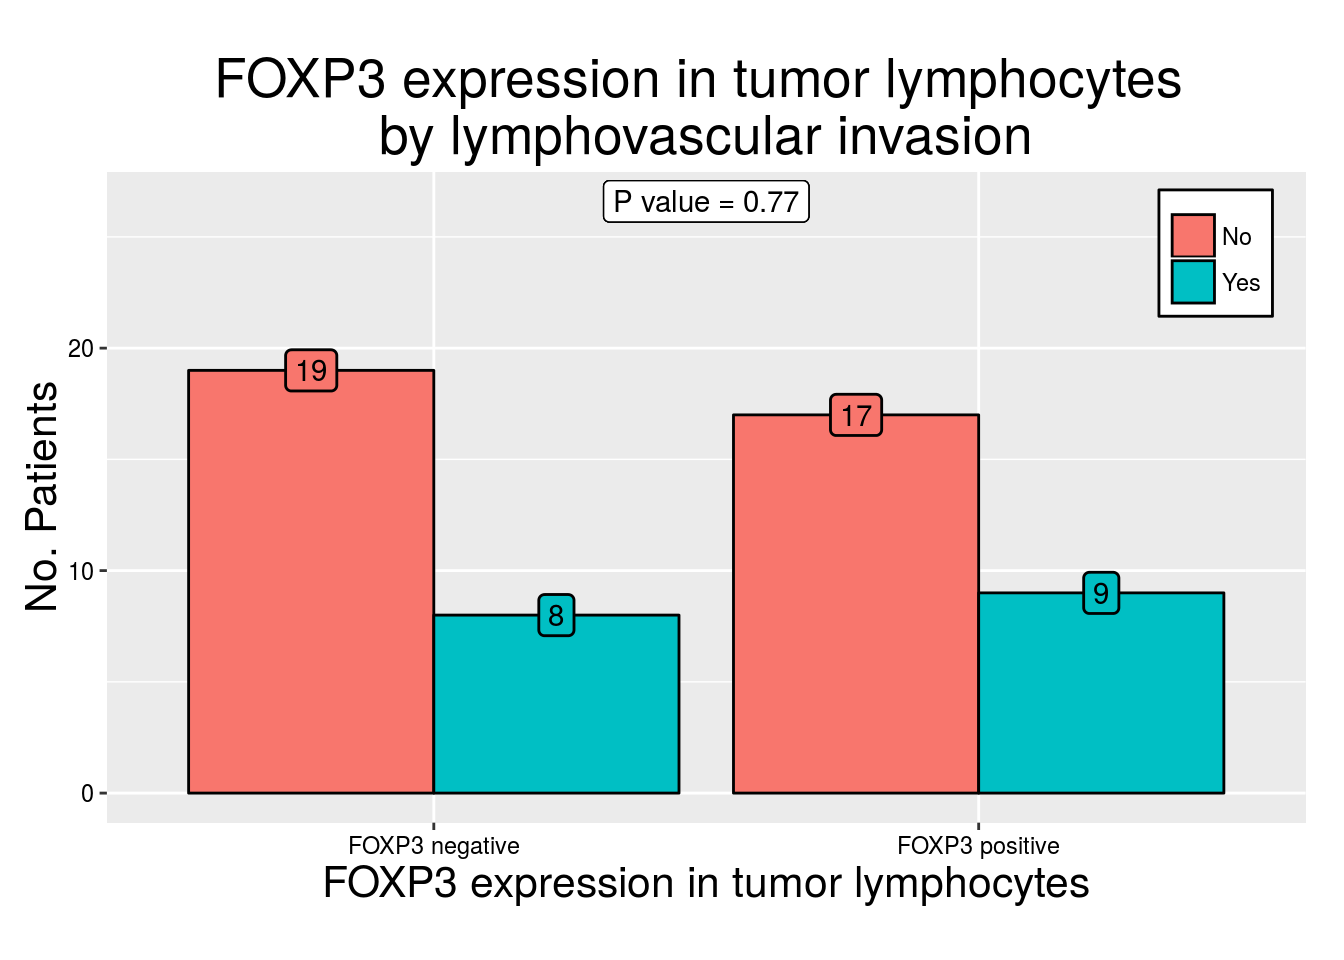 FOXP3 expression in tumor lymphocytes
by lymphovascular invasion
P value = 0.77
No
Yes
No. Patients
20
10
0
19
8
17
9
FOXP3 negative
FOXP3 positive
FOXP3 expression in tumor lymphocytes